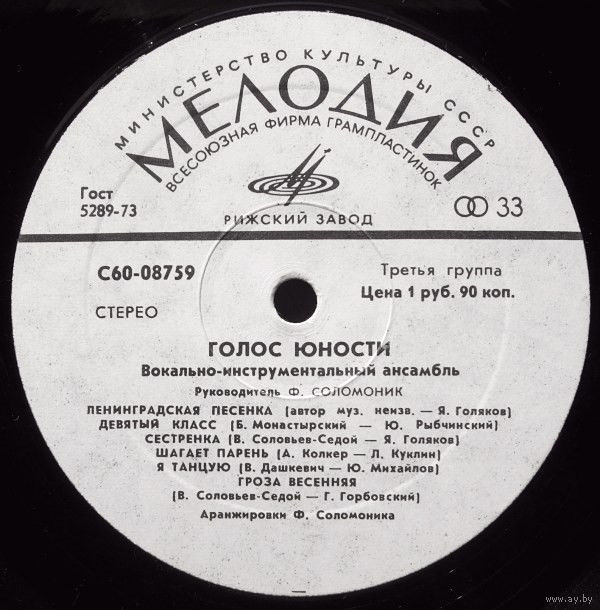 МИНИСТЕРСТВО КУЛЬТУРЫ СССР
МЕЛОДИЯ
ВСЕСОЮЗНАЯ ФИРМА ГРАМПЛАСТИНОК
Гост
5289-73
РИЖСКИЙ ЗАВОД
33
С60-08759
Третья группа
Цена 1 руб. 90 коп.
СТЕРЕО
ГОЛОС ЮНОСТИ
Вокально-инструментальный ансамбль
Руководитель Ф. СОЛОМОНИК
ЛЕНИНГРАДСКАЯ ПЕСЕНКА (автор муз. неизв. — Я. Голяков)
ДЕВЯТЫЙ КЛАСС (Б. Монастырский — Ю. Рыбчинский)
СЕСТРЕНКА (В. Соловьев-Седой — Я. Голяков)
ШАГАЕТ ПАРЕНЬ (А. Колкер — Л. Куклин)
Я ТАНЦУЮ (В. Дашкевич — Ю. Михайлов)
ГРОЗА ВЕСЕННЯЯ
(В. Соловьев-Седой — Г. Горбовский)
Аранжировки Ф. Соломоника
www.ay.by